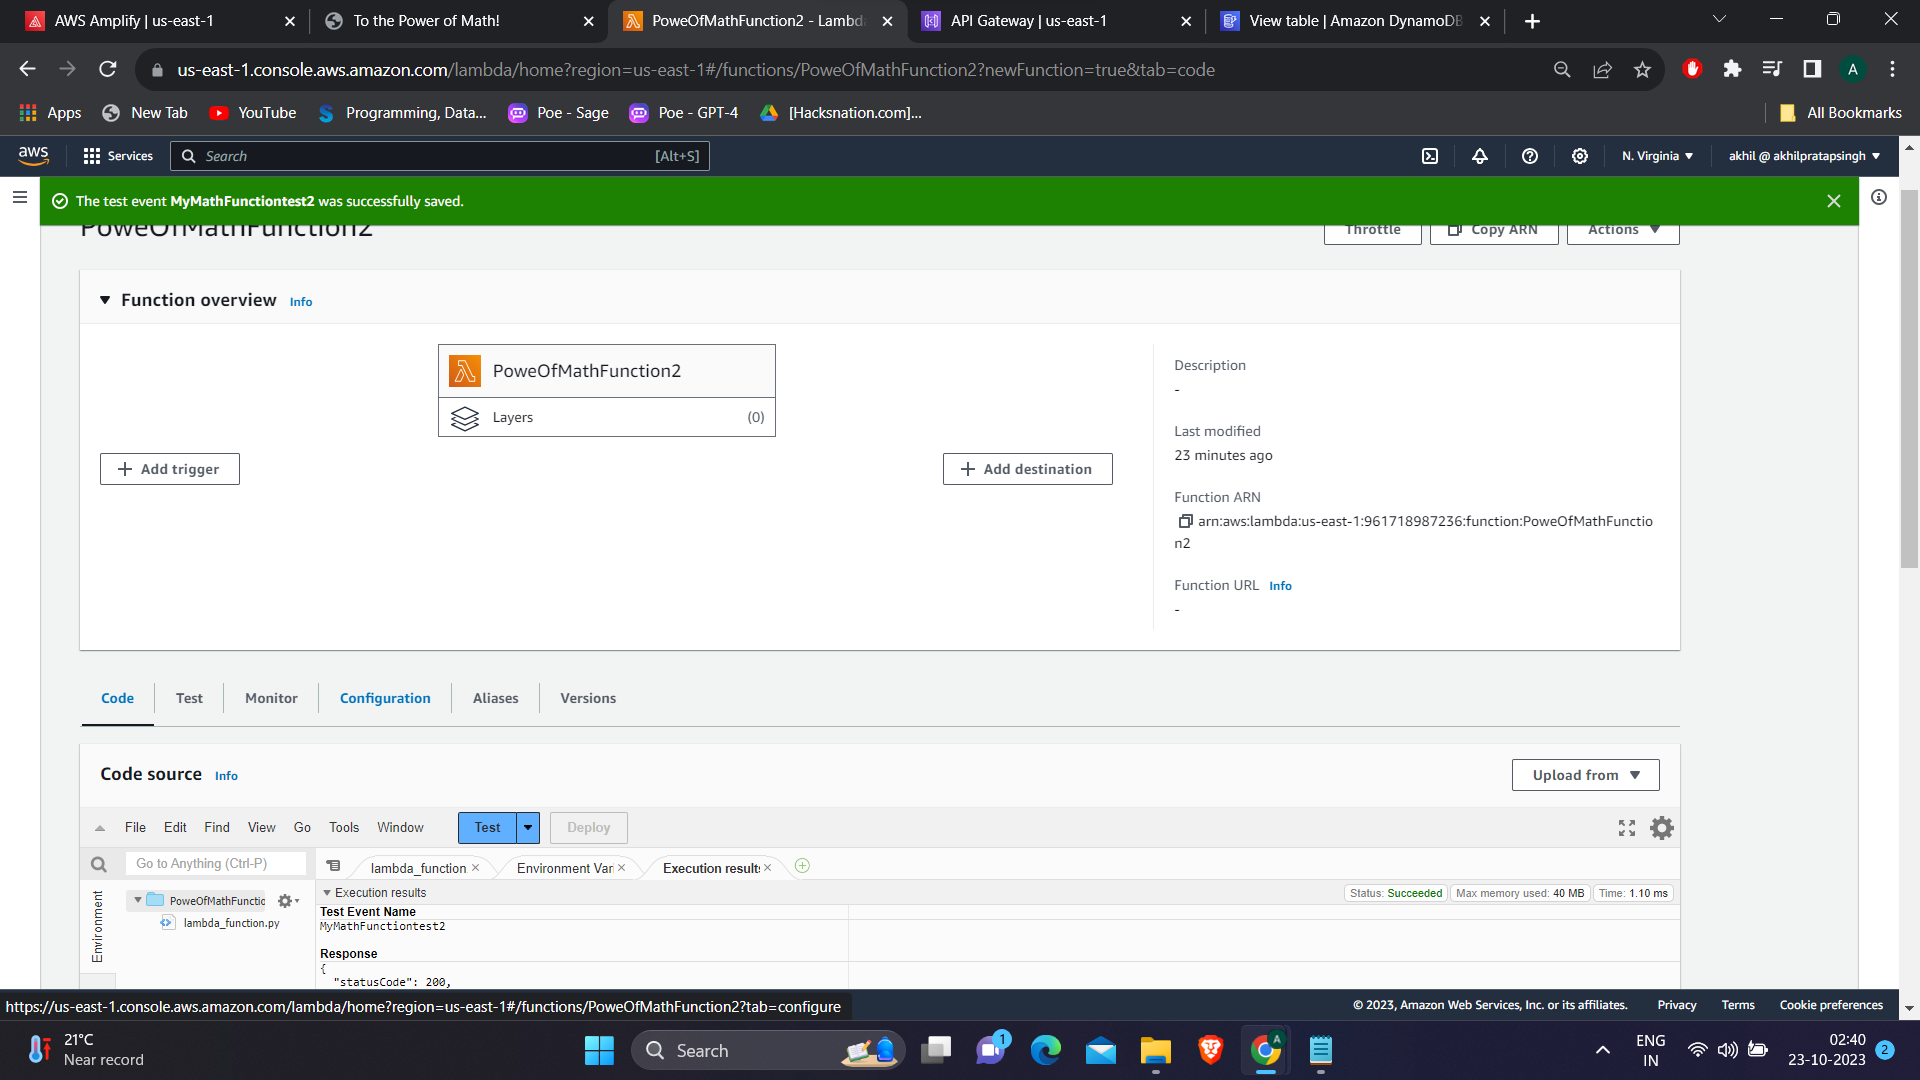 AWS Amplify | us-east-1
To the Power of Math!
PoweOfMathFunction2 - Lambda
API Gateway | us-east-1
View table | Amazon DynamoDB
us-east-1.console.aws.amazon.com/lambda/home?region=us-east-1#/functions/PoweOfMathFunction2?newFunction=true&tab=code
A
Apps
New Tab
YouTube
Programming, Data...
Poe - Sage
Poe - GPT-4
[Hacksnation.com]...
All Bookmarks
aws
Services
Search
[Alt+S]
N. Virginia
akhil @ akhilpratapsingh
The test event MyMathFunctiontest2 was successfully saved.
PoweOfMathFunction2
Throttle
Copy ARN
Actions
Function overview
Info
PoweOfMathFunction2
Layers
(0)
Add trigger
Add destination
Description
-
Last modified
23 minutes ago
Function ARN
arn:aws:lambda:us-east-1:961718987236:function:PoweOfMathFunctio
n2
Function URL
Info
-
Code
Test
Monitor
Configuration
Aliases
Versions
Code source
Info
Upload from
File
Edit
Find
View
Go
Tools
Window
Test
Deploy
Go to Anything (Ctrl-P)
lambda_function
Environment Var
Execution results
Environment
PoweOfMathFunctio
lambda_function.py
Execution results
Status: Succeeded
Max memory used: 40 MB
Time: 1.10 ms
Test Event Name
MyMathFunctiontest2
Response
{
"statusCode": 200,
https://us-east-1.console.aws.amazon.com/lambda/home?region=us-east-1#/functions/PoweOfMathFunction2?tab=configure
© 2023, Amazon Web Services, Inc. or its affiliates.
Privacy
Terms
Cookie preferences
21°C
Near record
Search
1
A
ENG
IN
02:40
23-10-2023
2